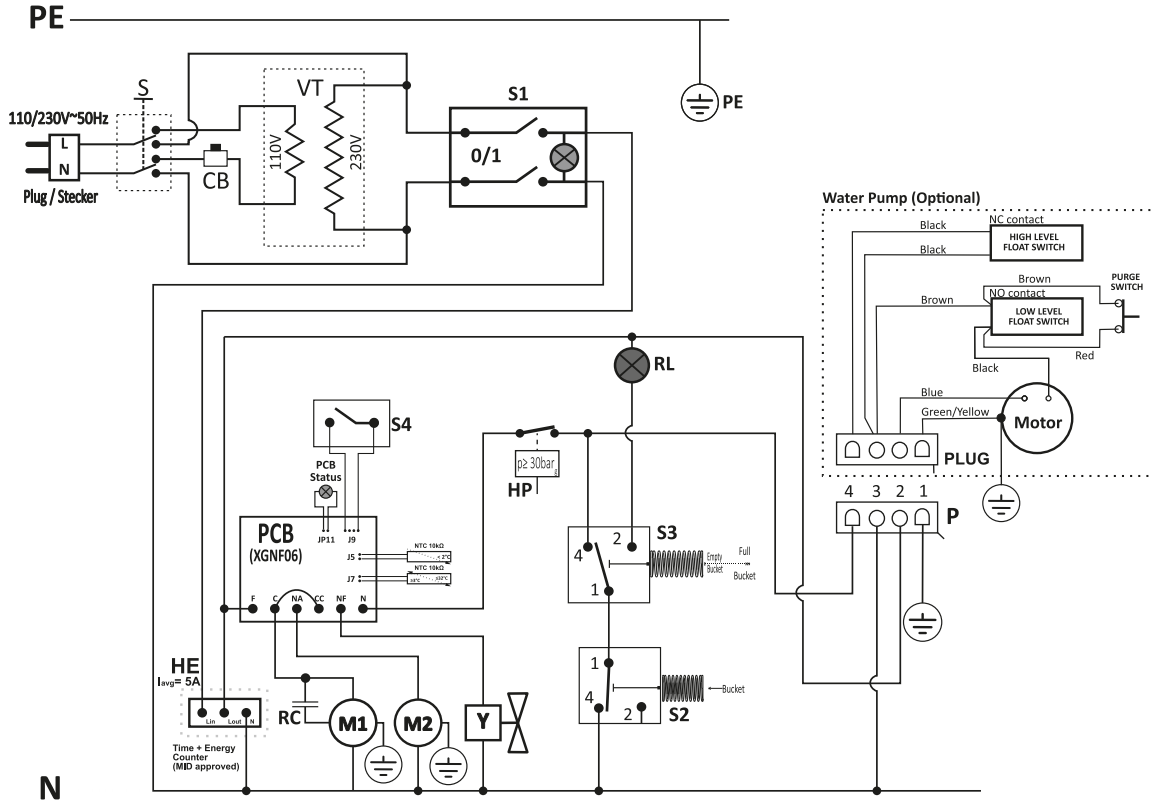 PE
PE
S
VT
S1
110/230V~50Hz
L
N
Plug / Stecker
CB
110V
230V
0/1
Water Pump (Optional)
NC contact
Black
HIGH LEVEL
FLOAT SWITCH
Black
Brown
PURGE
SWITCH
NO contact
Brown
LOW LEVEL
FLOAT SWITCH
Red
Black
Blue
Green/Yellow
Motor
PLUG
4 3 2 1
P
RL
S4
p≥ 30bar
HP
PCB
Status
PCB
(XGNF06)
JP11 J9
J5
NTC 10kΩ
< 2°C
J7
NTC 10kΩ
F C NA CC NF N
S3
4 2
1
Empty
Bucket
Full
Bucket
1
4 2
S2
Bucket
HE
Iavg= 5A
Lin Lout N
Time + Energy
Counter
(MID approved)
RC
M1
M2
Y
N